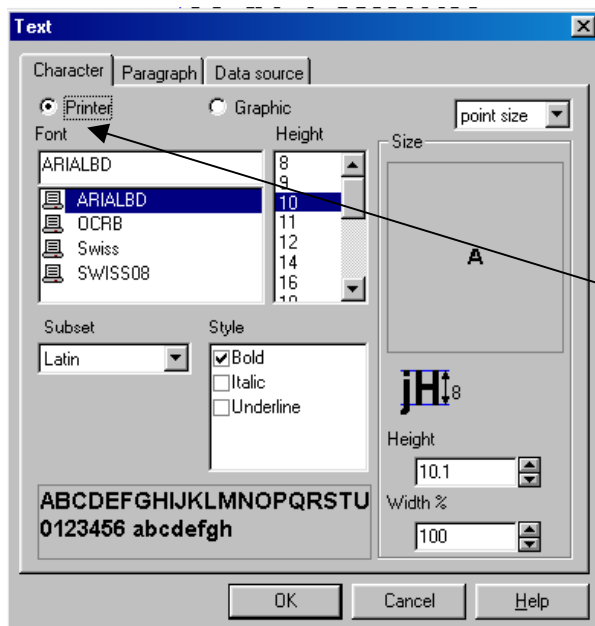 Text
Character Paragraph Data source
Printer Graphic point size
Font Height Size
ARIALBD
ARIALBD
OCRB
Swiss
SWISS08
8
9
10
11
12
14
16
A
Subset Style
Latin
Bold
Italic
Underline
jH 8
Height
10.1
Width %
100
ABCDEFGHIJKLMNOPQRSTU
0123456 abcdefgh
OK Cancel Help